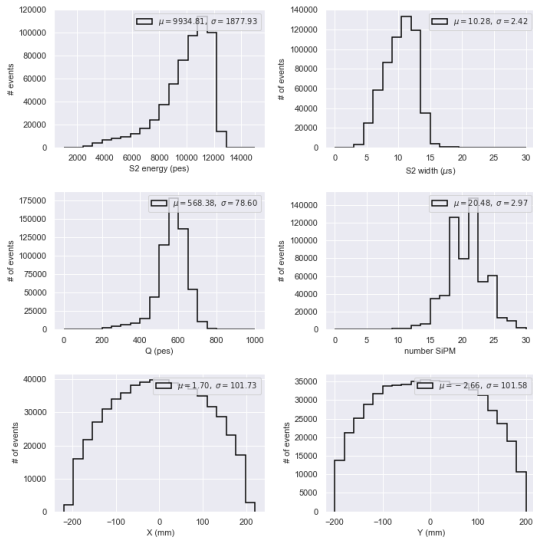 120000
100000
80000
60000
40000
20000
0
# of events
μ = 9934.81, σ = 1877.93
2000 4000 6000 8000 10000 12000 14000
S2 energy (pes)
140000
120000
100000
80000
60000
40000
20000
0
# of events
μ = 10.28, σ = 2.42
0 5 10 15 20 25 30
S2 width (μs)
175000
150000
125000
100000
75000
50000
25000
0
# of events
μ = 568.38, σ = 78.60
0 200 400 600 800 1000
Q (pes)
140000
120000
100000
80000
60000
40000
20000
0
# of events
μ = 20.48, σ = 2.97
0 5 10 15 20 25 30
number SiPM
40000
30000
20000
10000
0
# of events
μ = 1.70, σ = 101.73
−200 −100 0 100 200
X (mm)
35000
30000
25000
20000
15000
10000
5000
0
# of events
μ = −2.66, σ = 101.58
−200 −100 0 100 200
Y (mm)